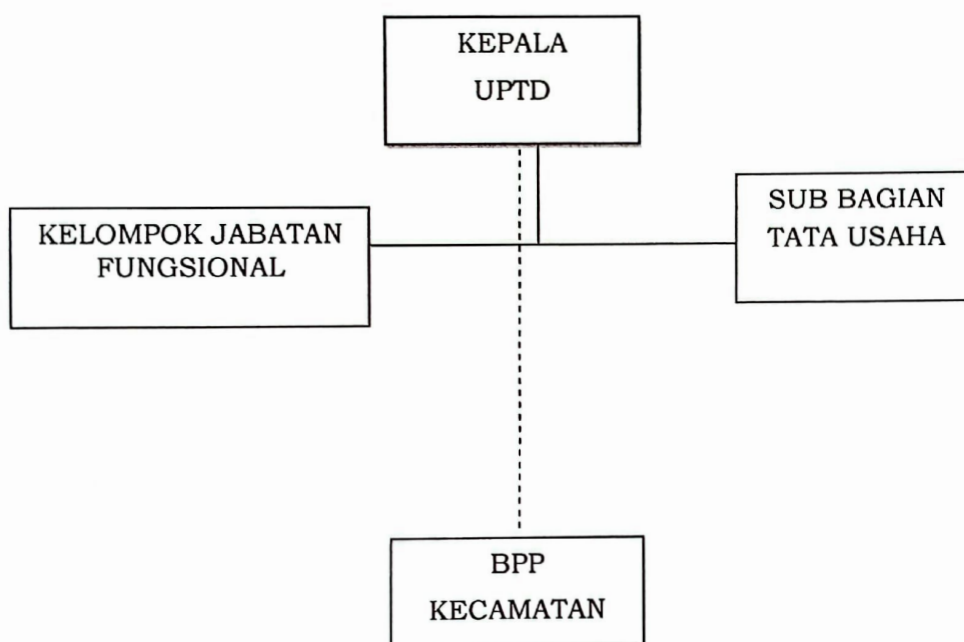 KEPALA
UPTD
SUB BAGIAN
TATA USAHA
KELOMPOK JABATAN
FUNGSIONAL
BPP
KECAMATAN